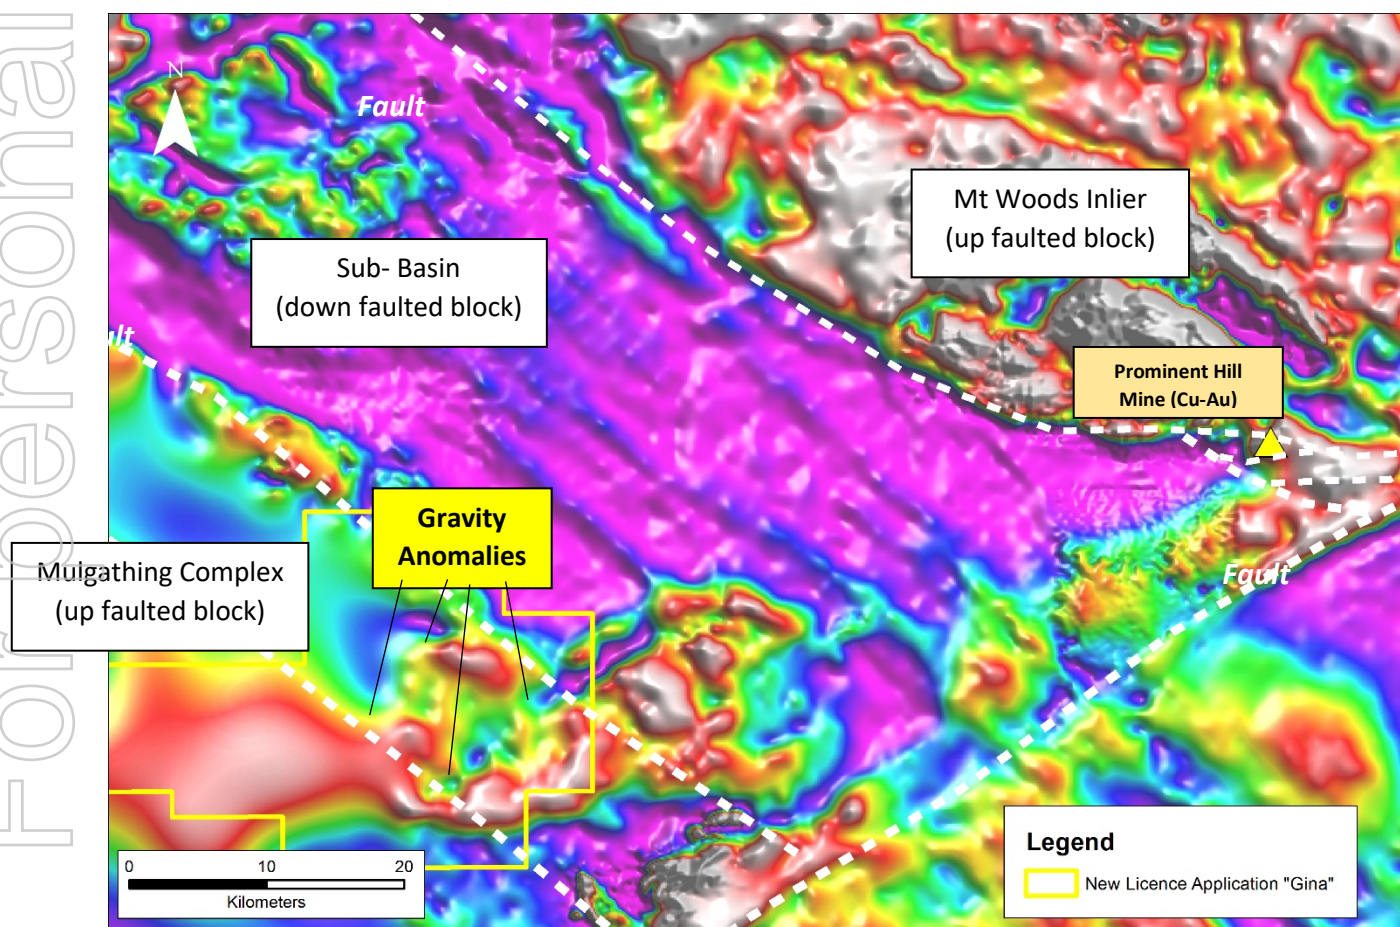 For personal
N
Fault
Mt Woods Inlier
(up faulted block)
Sub- Basin
(down faulted block)
ult
Prominent Hill
Mine (Cu-Au)
Gravity
Anomalies
Mulgathing Complex
(up faulted block)
Fault
Legend
New Licence Application "Gina"
0 10 20
Kilometers